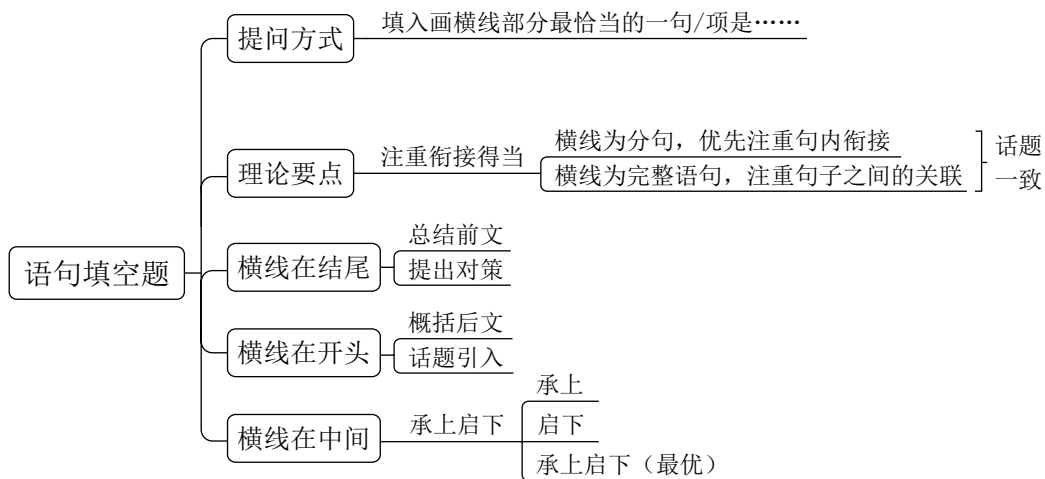 提问方式
填入画横线部分最恰当的一句/项是……
理论要点
注重衔接得当
横线为分句，优先注重句内衔接
横线为完整语句，注重句子之间的关联
话题
一致
语句填空题
横线在结尾
总结前文
提出对策
横线在开头
概括后文
话题引入
横线在中间
承上启下
承上
启下
承上启下（最优）